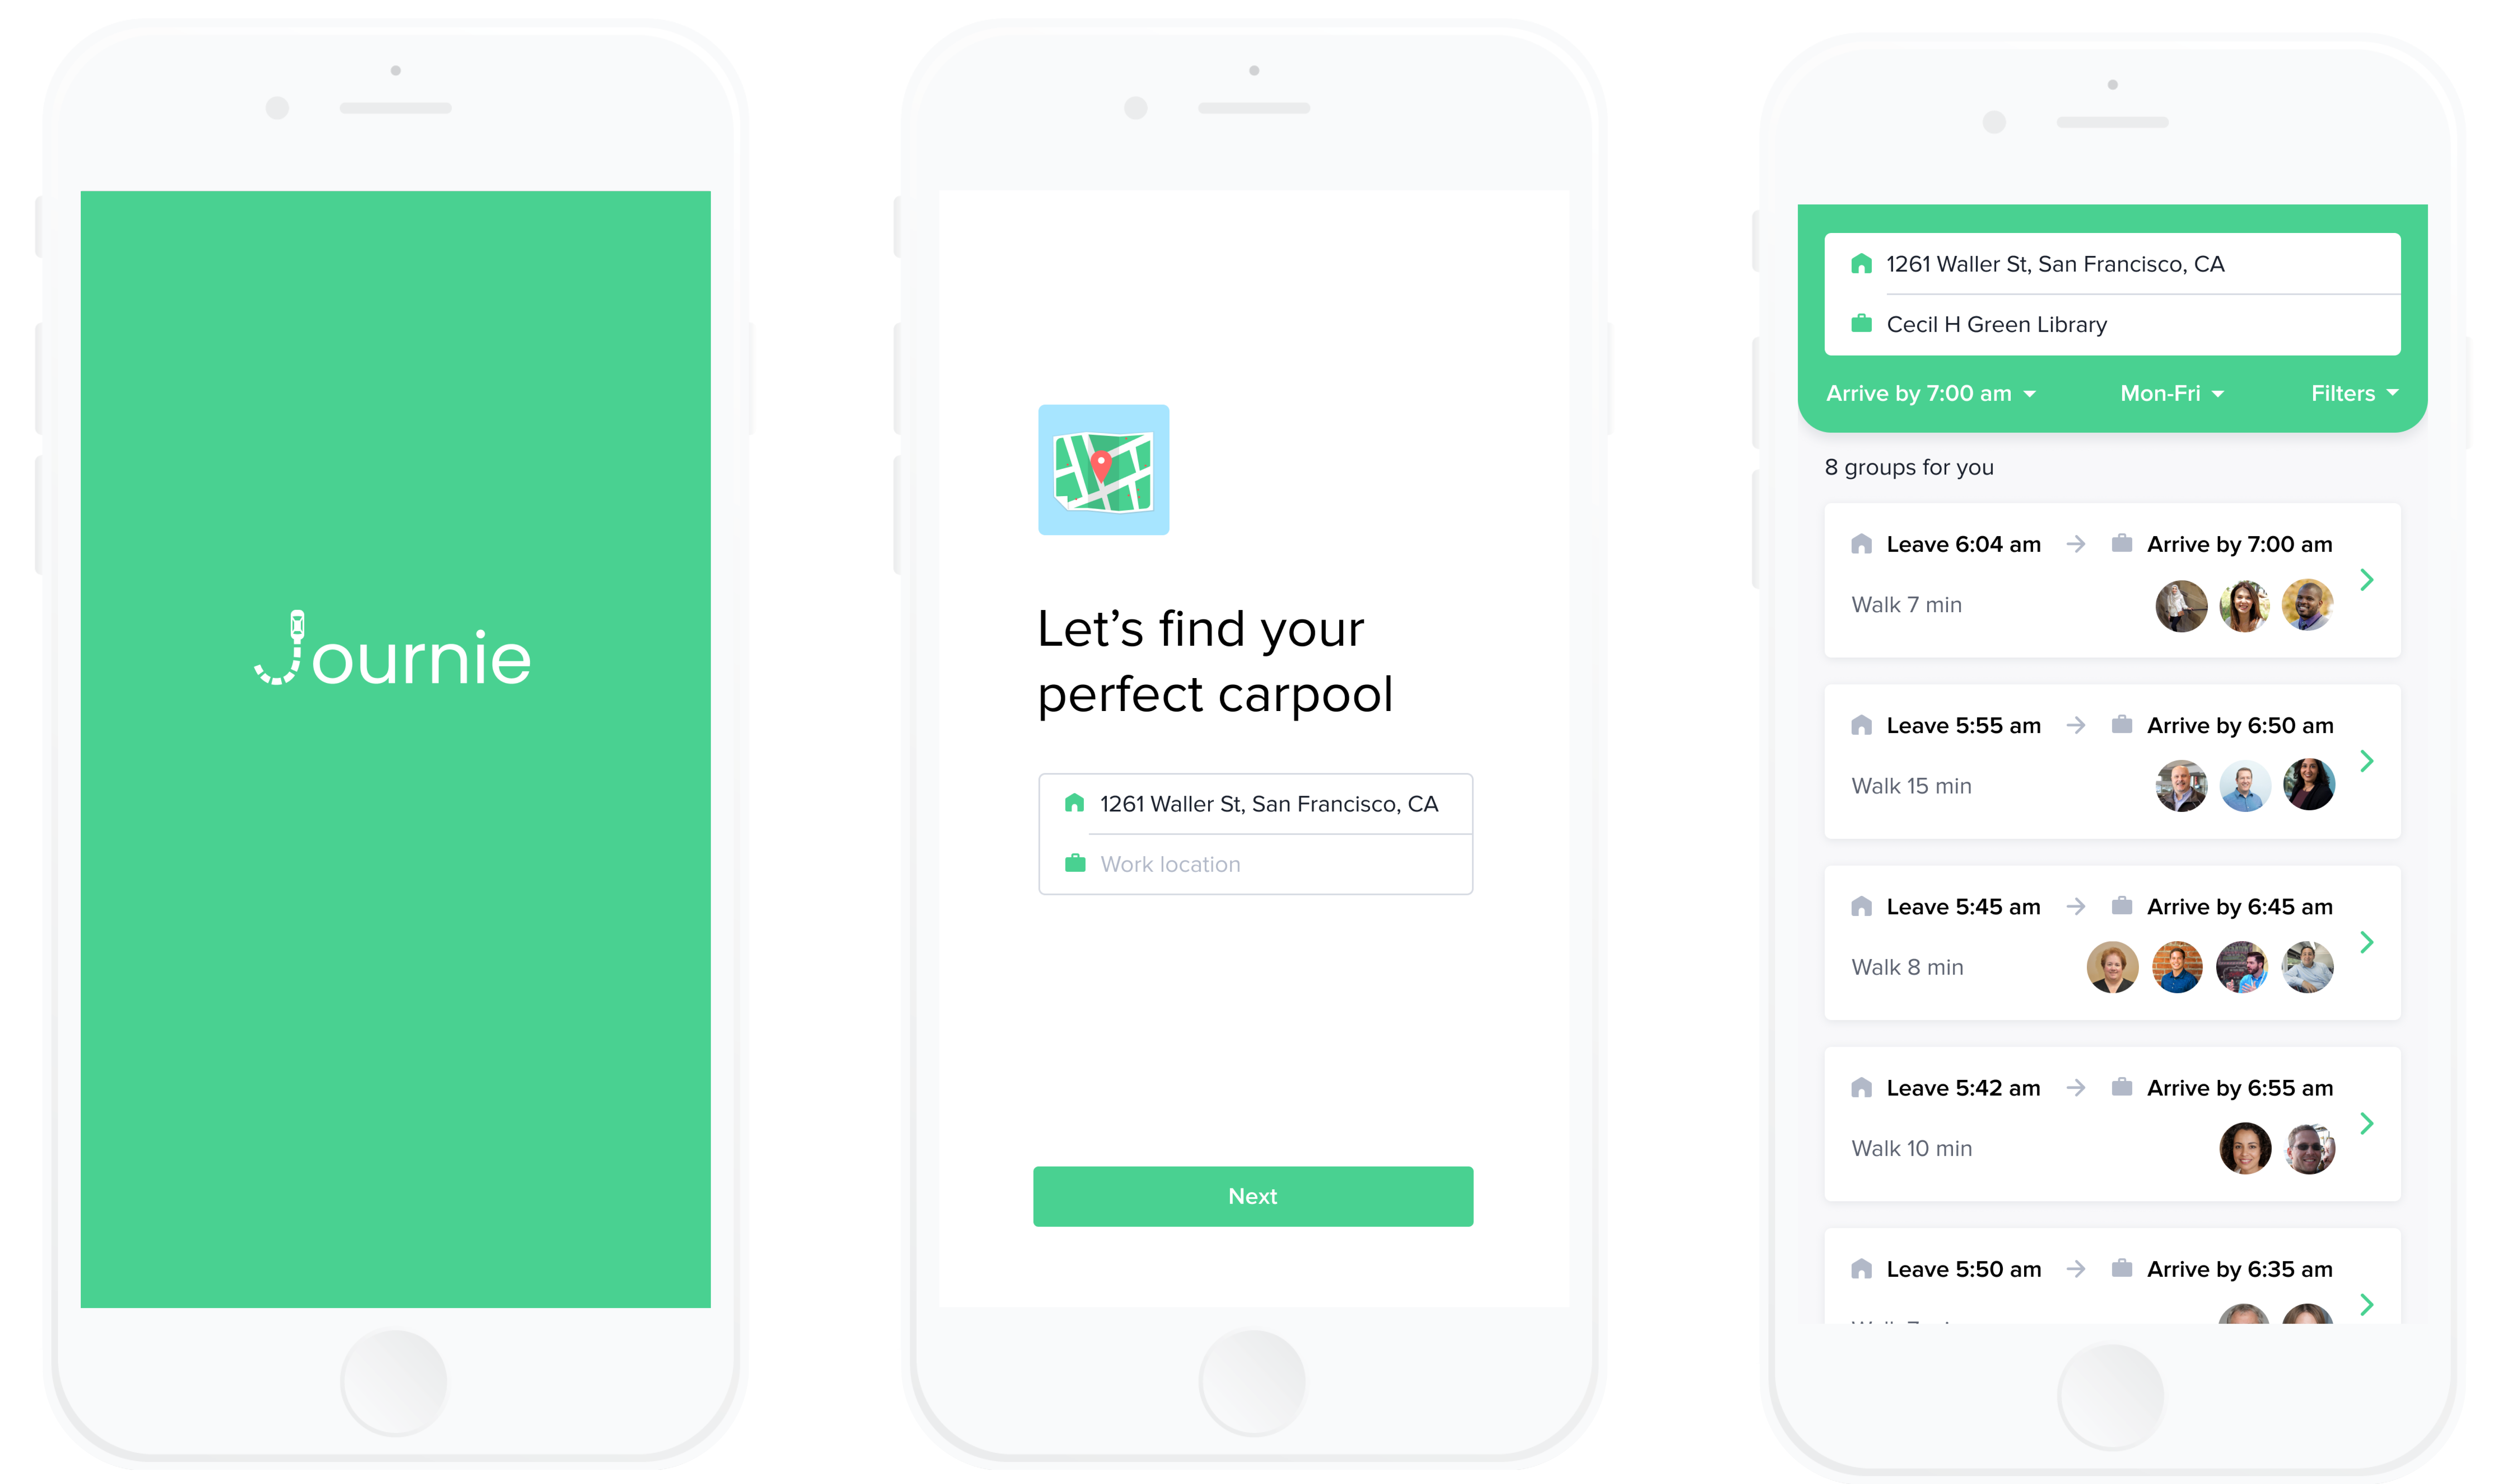 Journie
Let’s find your
perfect carpool
1261 Waller St, San Francisco, CA
Work location
Next
1261 Waller St, San Francisco, CA
Cecil H Green Library
Arrive by 7:00 am Mon-Fri Filters
8 groups for you
Leave 6:04 am → Arrive by 7:00 am
Walk 7 min
Leave 5:55 am → Arrive by 6:50 am
Walk 15 min
Leave 5:45 am → Arrive by 6:45 am
Walk 8 min
Leave 5:42 am → Arrive by 6:55 am
Walk 10 min
Leave 5:50 am → Arrive by 6:35 am